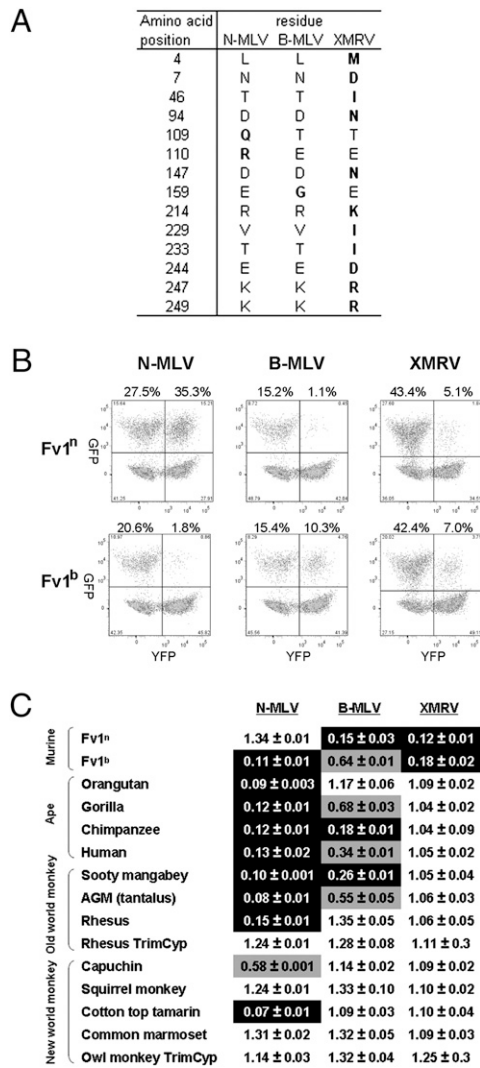 A
Amino acid position residue
N-MLV B-MLV XMRV
4 L L M
7 N N D
46 T T I
94 D D N
109 Q T T
110 R E E
147 D D N
159 E G E
214 R R K
229 V V I
233 T T I
244 E E D
247 K K R
249 K K R
B
N-MLV B-MLV XMRV
27.5% 35.3% 15.2% 1.1% 43.4% 5.1%
Fv1n
GFP
20.6% 1.8% 15.4% 10.3% 42.4% 7.0%
Fv1b
GFP
YFP YFP YFP
C
N-MLV B-MLV XMRV
Murine
Fv1n 1.34 ± 0.01 0.15 ± 0.03 0.12 ± 0.01
Fv1b 0.11 ± 0.01 0.64 ± 0.01 0.18 ± 0.02
Ape
Orangutan 0.09 ± 0.003 1.17 ± 0.06 1.09 ± 0.02
Gorilla 0.12 ± 0.01 0.68 ± 0.03 1.04 ± 0.02
Chimpanzee 0.12 ± 0.01 0.18 ± 0.01 1.04 ± 0.09
Human 0.13 ± 0.02 0.34 ± 0.01 1.05 ± 0.02
Old world monkey
Sooty mangabey 0.10 ± 0.001 0.26 ± 0.01 1.05 ± 0.04
AGM (tantalus) 0.08 ± 0.01 0.55 ± 0.05 1.06 ± 0.03
Rhesus 0.15 ± 0.01 1.35 ± 0.05 1.06 ± 0.05
Rhesus TrimCyp 1.24 ± 0.01 1.28 ± 0.08 1.11 ± 0.3
New world monkey
Capuchin 0.58 ± 0.001 1.14 ± 0.02 1.09 ± 0.02
Squirrel monkey 1.24 ± 0.01 1.33 ± 0.10 1.10 ± 0.02
Cotton top tamarin 0.07 ± 0.01 1.09 ± 0.03 1.10 ± 0.04
Common marmoset 1.31 ± 0.02 1.32 ± 0.05 1.09 ± 0.03
Owl monkey TrimCyp 1.14 ± 0.03 1.32 ± 0.04 1.25 ± 0.3